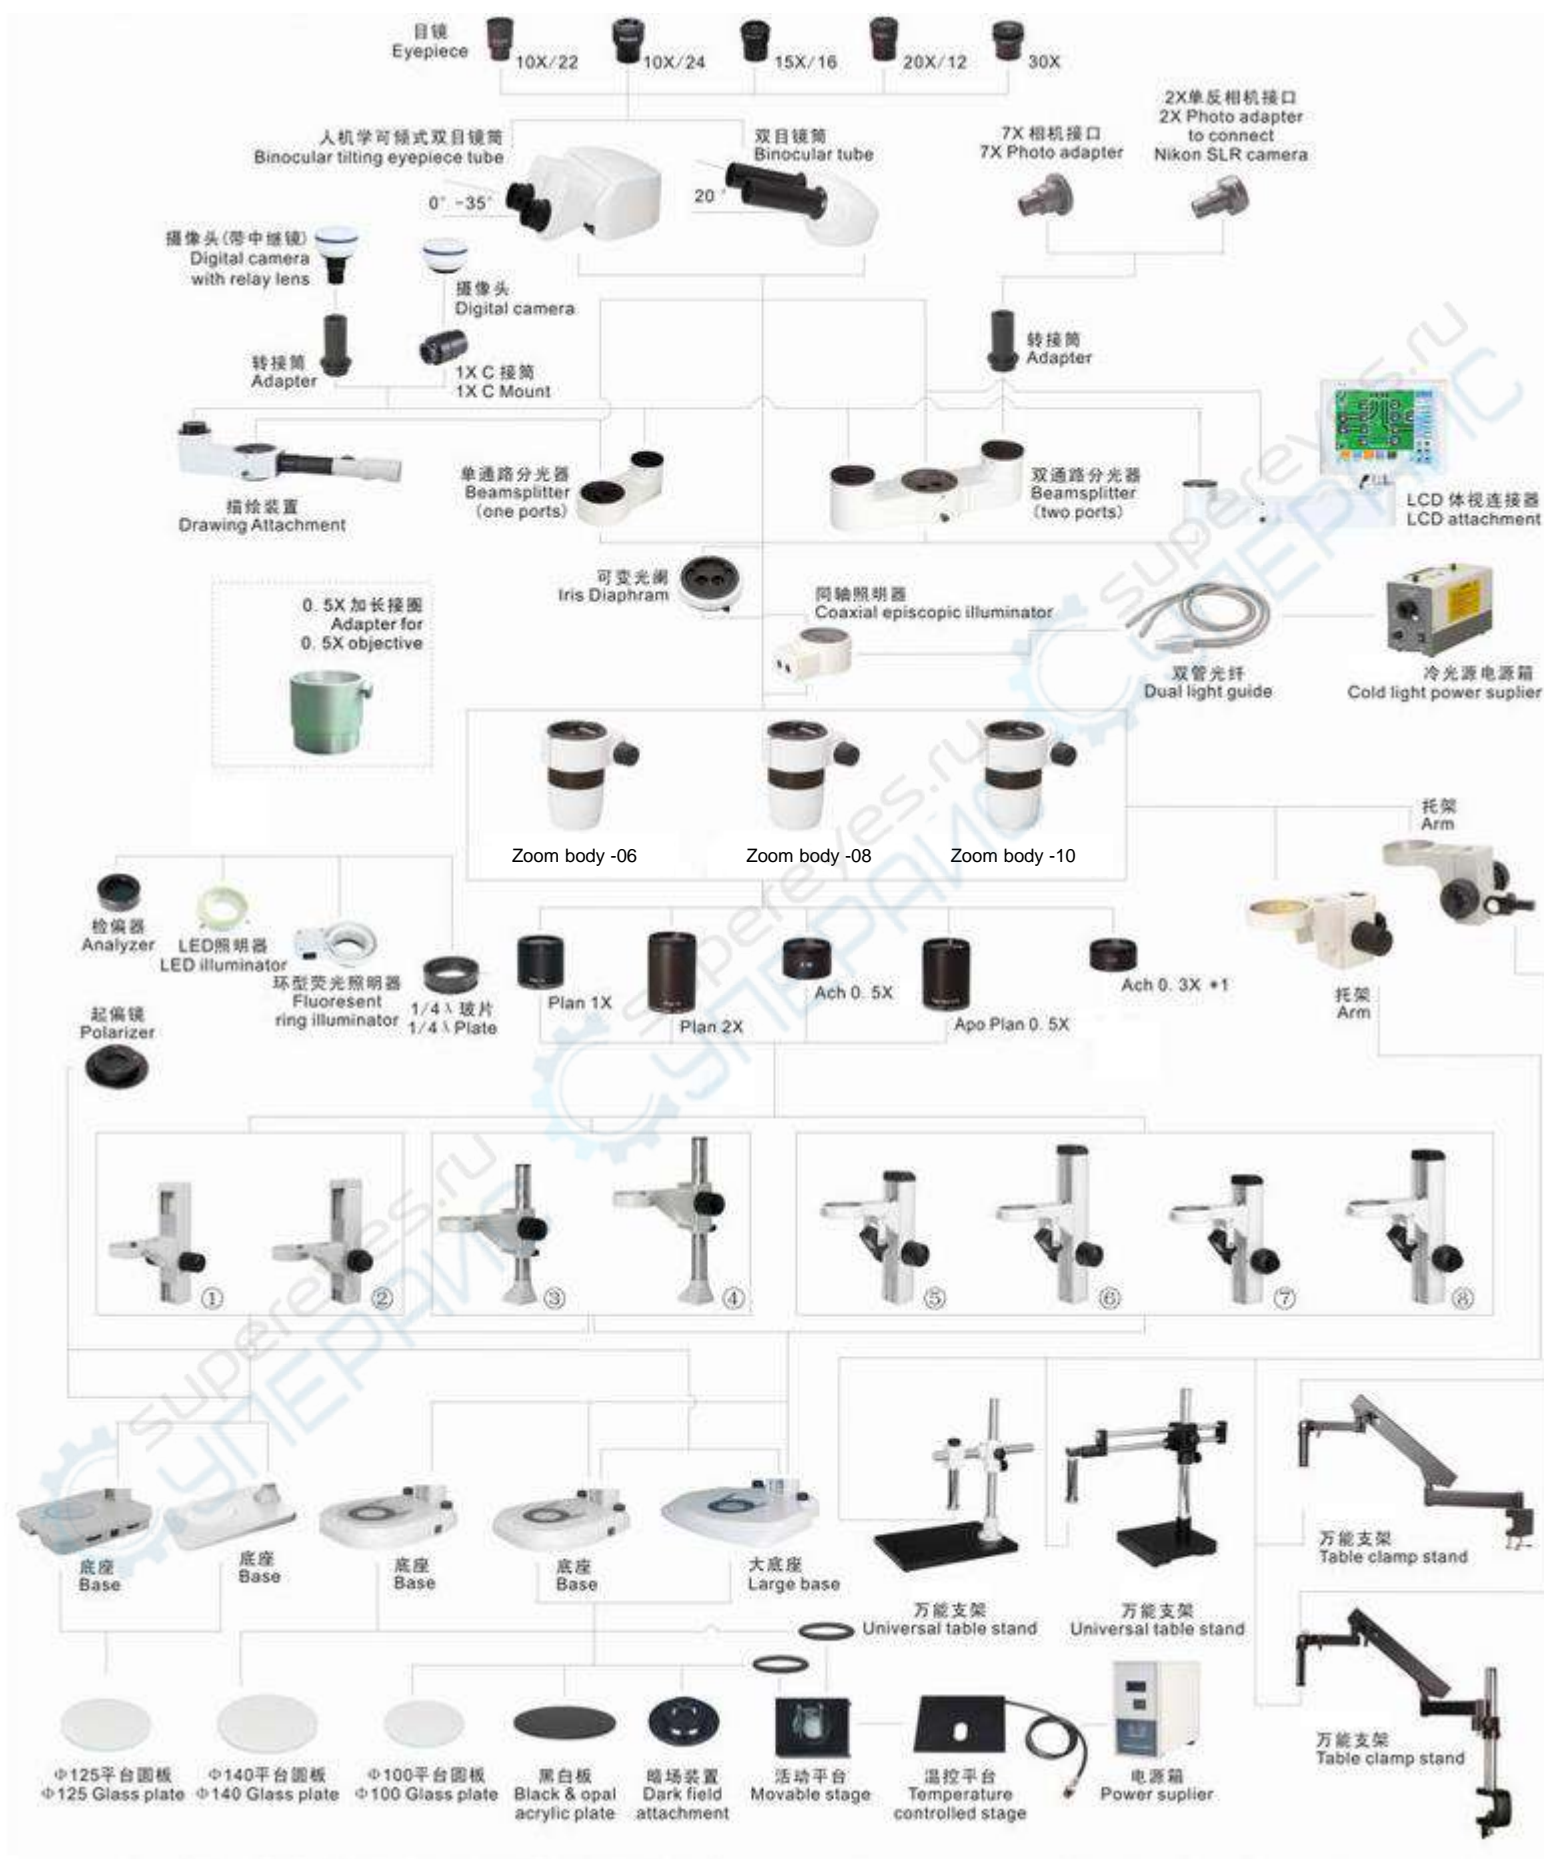 目镜
Eyepiece
10X/22
10X/24
15X/16
20X/12
30X
人机学可倾式双目镜筒
Binocular tilting eyepiece tube
0° -35°
双目镜筒
Binocular tube
20°
7X 相机接口
7X Photo adapter
2X单反相机接口
2X Photo adapter
to connect
Nikon SLR camera
摄像头(带中继镜)
Digital camera
with relay lens
摄像头
Digital camera
转接筒
Adapter
1X C 接筒
1X C Mount
转接筒
Adapter
描绘装置
Drawing Attachment
单通路分光器
Beamsplitter
(one ports)
双通路分光器
Beamsplitter
(two ports)
LCD 体视连接器
LCD attachment
可变光阑
Iris Diaphram
同轴照明器
Coaxial episcopic illuminator
双管光纤
Dual light guide
冷光源电源箱
Cold light power suplier
0. 5X 加长接圈
Adapter for
0. 5X objective
Zoom body -06
Zoom body -08
Zoom body -10
托架
Arm
托架
Arm
检偏器
Analyzer
LED照明器
LED illuminator
环型荧光照明器
Fluoresent
ring illuminator
1/4 λ 玻片
1/4 λ Plate
起偏镜
Polarizer
Plan 1X
Plan 2X
Ach 0. 5X
Apo Plan 0. 5X
Ach 0. 3X *1
①
②
③
④
⑤
⑥
⑦
⑧
底座
Base
底座
Base
底座
Base
底座
Base
大底座
Large base
万能支架
Universal table stand
万能支架
Universal table stand
万能支架
Table clamp stand
万能支架
Table clamp stand
Φ125平台圆板
Φ125 Glass plate
Φ140平台圆板
Φ140 Glass plate
Φ100平台圆板
Φ100 Glass plate
黑白板
Black & opal
acrylic plate
暗场装置
Dark field
attachment
活动平台
Movable stage
温控平台
Temperature
controlled stage
电源箱
Power suplier
supereyes.ru
СУПЕРАЙС
supereyes.ru
СУПЕРАЙС
supereyes.ru
СУПЕРАЙС